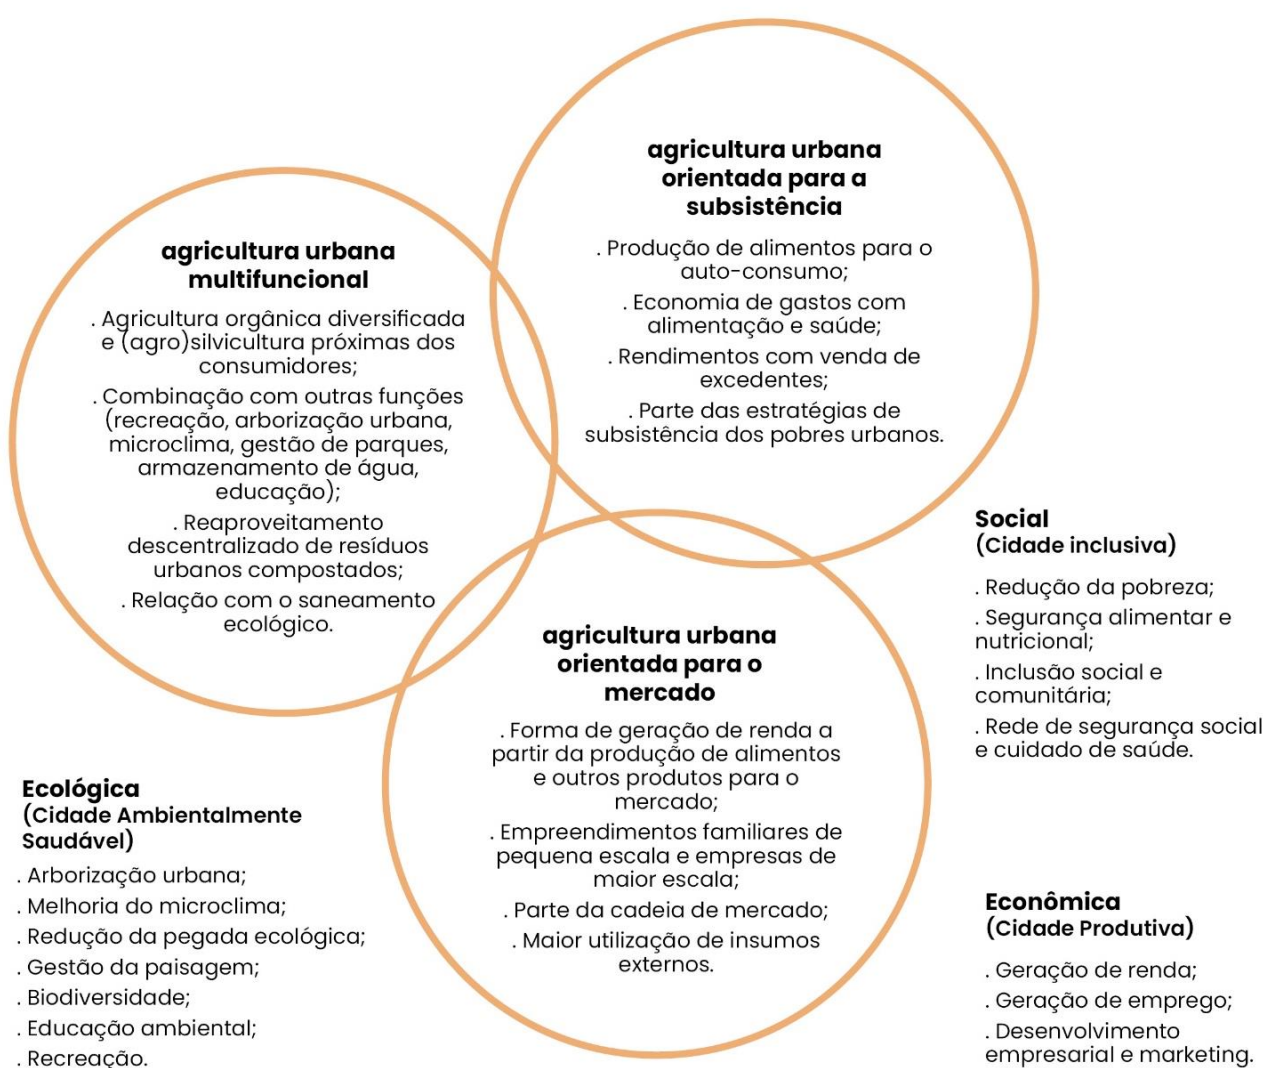 agricultura urbana
orientada para a
subsistência
. Produção de alimentos para o
auto-consumo;
. Economia de gastos com
alimentação e saúde;
. Rendimentos com venda de
excedentes;
. Parte das estratégias de
subsistência dos pobres urbanos.
agricultura urbana
multifuncional
. Agricultura orgânica diversificada
e (agro)silvicultura próximas dos
consumidores;
. Combinação com outras funções
(recreação, arborização urbana,
microclima, gestão de parques,
armazenamento de água,
educação);
. Reaproveitamento
descentralizado de resíduos
urbanos compostados;
. Relação com o saneamento
ecológico.
agricultura urbana
orientada para o
mercado
. Forma de geração de renda a
partir da produção de alimentos
e outros produtos para o
mercado;
. Empreendimentos familiares de
pequena escala e empresas de
maior escala;
. Parte da cadeia de mercado;
. Maior utilização de insumos
externos.
Social
(Cidade inclusiva)
. Redução da pobreza;
. Segurança alimentar e
nutricional;
. Inclusão social e
comunitária;
. Rede de segurança social
e cuidado de saúde.
Ecológica
(Cidade Ambientalmente
Saudável)
. Arborização urbana;
. Melhoria do microclima;
. Redução da pegada ecológica;
. Gestão da paisagem;
. Biodiversidade;
. Educação ambiental;
. Recreação.
Econômica
(Cidade Produtiva)
. Geração de renda;
. Geração de emprego;
. Desenvolvimento
empresarial e marketing.